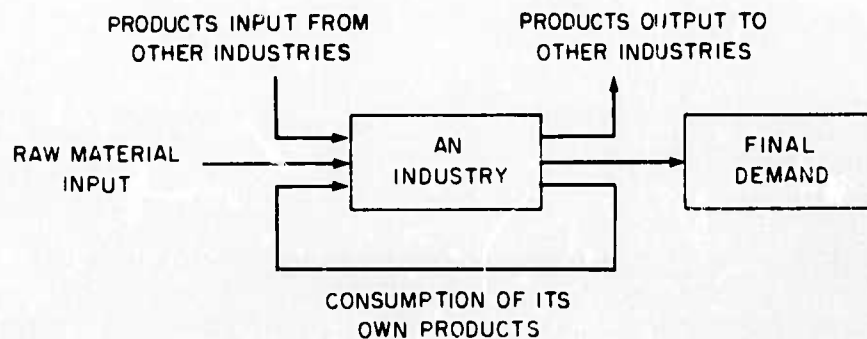 PRODUCTS INPUT FROM
OTHER INDUSTRIES
PRODUCTS OUTPUT TO
OTHER INDUSTRIES
RAW MATERIAL
INPUT
AN
INDUSTRY
FINAL
DEMAND
CONSUMPTION OF ITS
OWN PRODUCTS